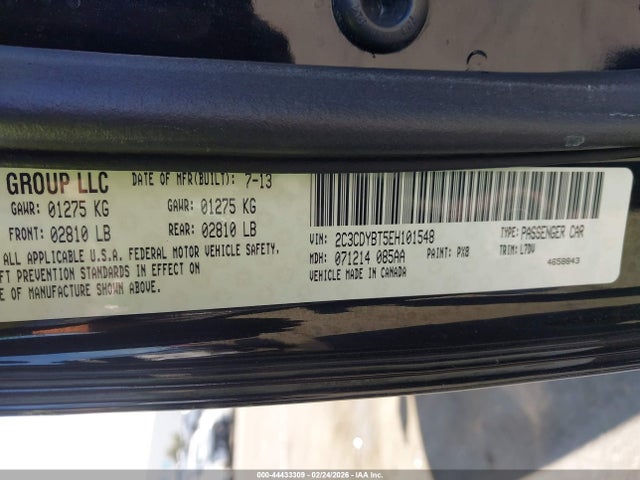 GROUP LLC DATE OF MFR(BUILT): 7-13
GAWR: 01275 KG GAWR: 01275 KG
FRONT: 02810 LB REAR: 02810 LB
ALL APPLICABLE U.S.A. FEDERAL MOTOR VEHICLE SAFETY,
FT PREVENTION STANDARDS IN EFFECT ON
E OF MANUFACTURE SHOWN ABOVE.
VIN: 2C3CDYBT5EH101548 TYPE: PASSENGER CAR
MDH: 071214 085AA PAINT: PX8 TRIM: L7DV
VEHICLE MADE IN CANADA 4658043
000-44433309 - 02/24/2026 - IAA Inc.